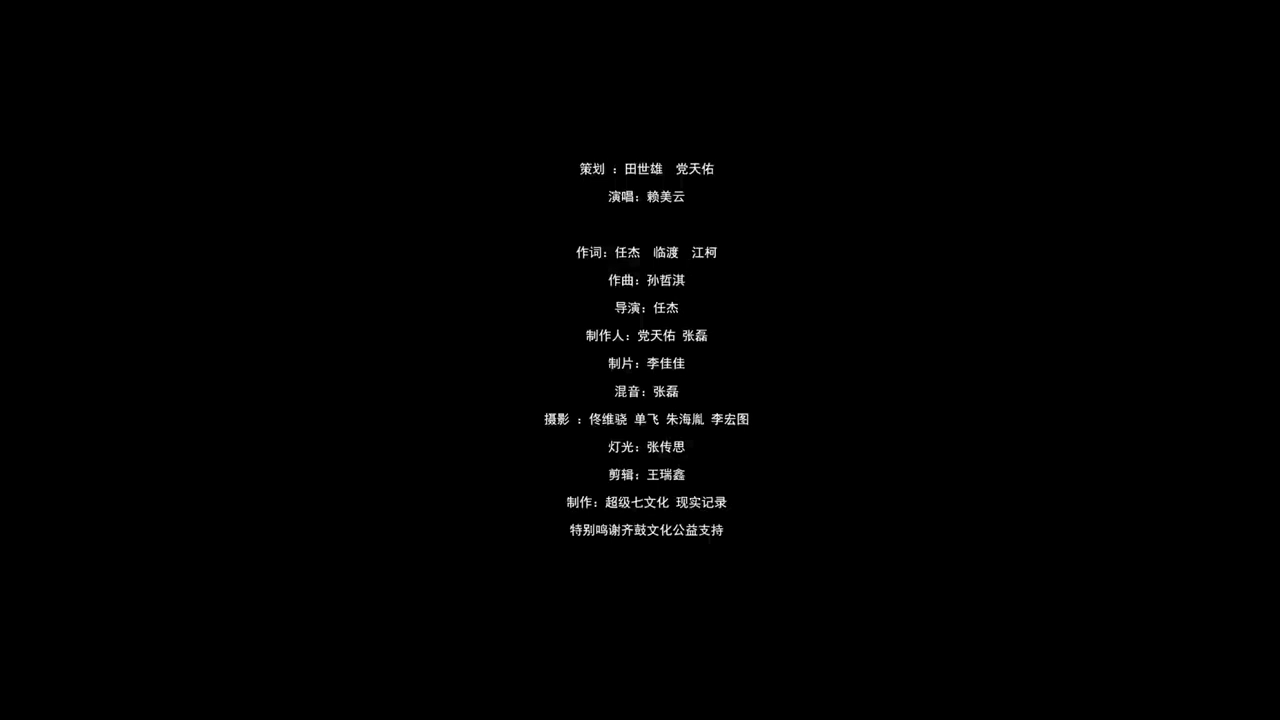 策划 ：田世雄  党天佑
演唱：赖美云
作词：任杰  临渡  江柯
作曲：孙哲淇
导演：任杰
制作人：党天佑 张磊
制片：李佳佳
混音：张磊
摄影 ：佟维骁 单飞 朱海胤 李宏图
灯光：张传思
剪辑：王瑞鑫
制作：超级七文化 现实记录
特别鸣谢齐鼓文化公益支持